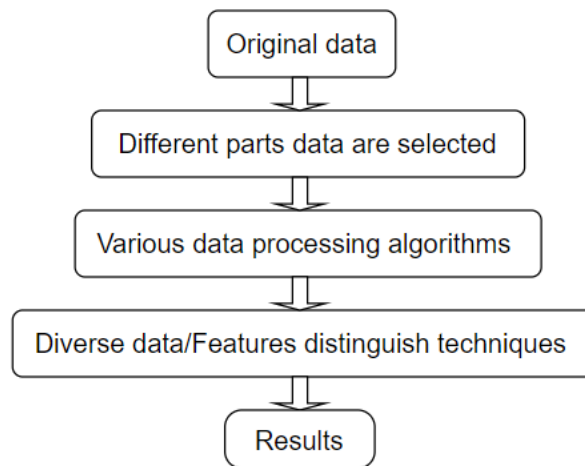 Original data
Different parts data are selected
Various data processing algorithms
Diverse data/Features distinguish techniques
Results